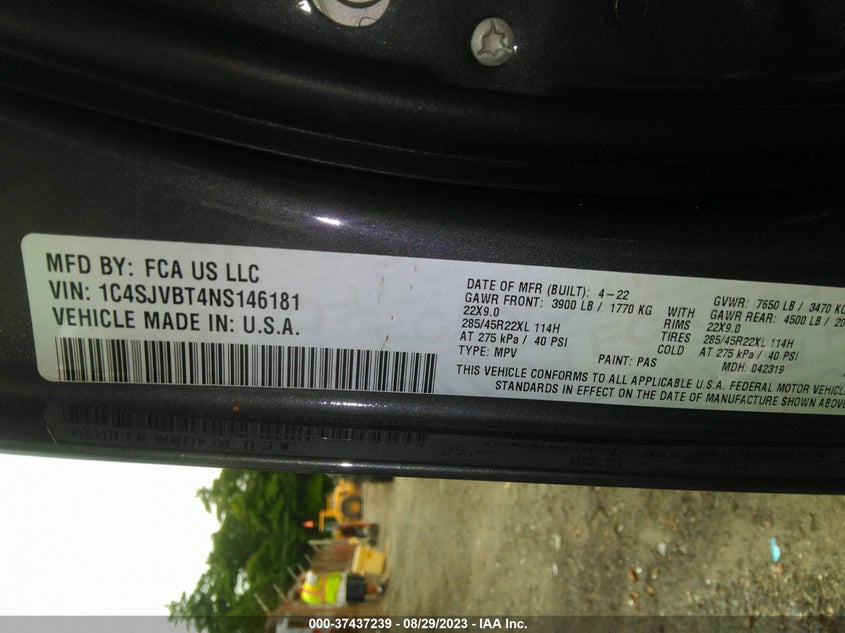 MFD BY: FCA US LLC
VIN: 1C4SJVBT4NS146181
VEHICLE MADE IN: U.S.A.
DATE OF MFR (BUILT): 4-22
GVWR: 7650 LB / 3470 K
GAWR FRONT: 3900 LB / 1770 KG WITH GAWR REAR: 4500 LB / 20
22X9.0 RIMS 22X9.0
285/45R22XL 114H TIRES 285/45R22XL 114H
AT 275 kPa / 40 PSI COLD AT 275 kPa / 40 PSI
TYPE: MPV PAINT: PAS MDH: 042319
THIS VEHICLE CONFORMS TO ALL APPLICABLE U.S.A. FEDERAL MOTOR VEHICL
STANDARDS IN EFFECT ON THE DATE OF MANUFACTURE SHOWN ABOVE
000-37437239 - 08/29/2023 - IAA Inc.